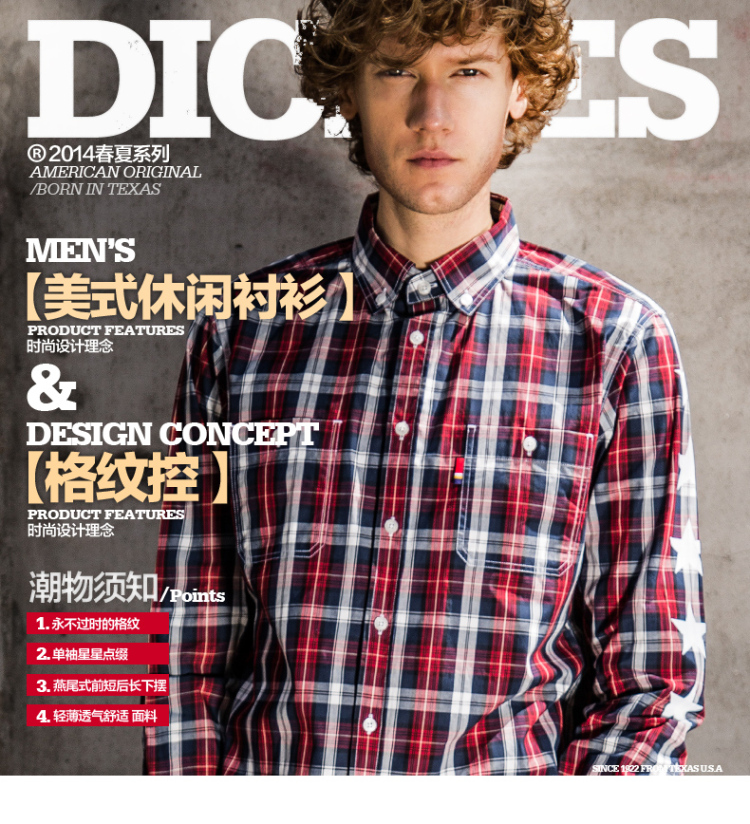 DICKIES
®2014春夏系列
AMERICAN ORIGINAL
/BORN IN TEXAS
MEN'S
【美式休闲衬衫】
PRODUCT FEATURES
时尚设计理念
&
DESIGN CONCEPT
【格纹控】
PRODUCT FEATURES
时尚设计理念
潮物须知/Points
1. 永不过时的格纹
2. 单袖星星点缀
3. 燕尾式前短后长下摆
4. 轻薄透气舒适 面料
SINCE 1922 FROM TEXAS U.S.A